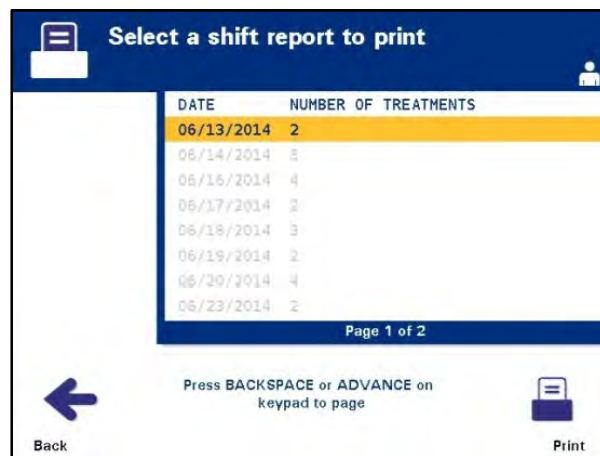 Select a shift report to print
DATE NUMBER OF TREATMENTS
06/13/2014 2
06/14/2014
06/16/2014 4
06/17/2014 2
06/18/2014 3
06/19/2014 2
06/20/2014 4
06/23/2014 2
Page 1 of 2
Press BACKSPACE or ADVANCE on
keypad to page
Back
Print